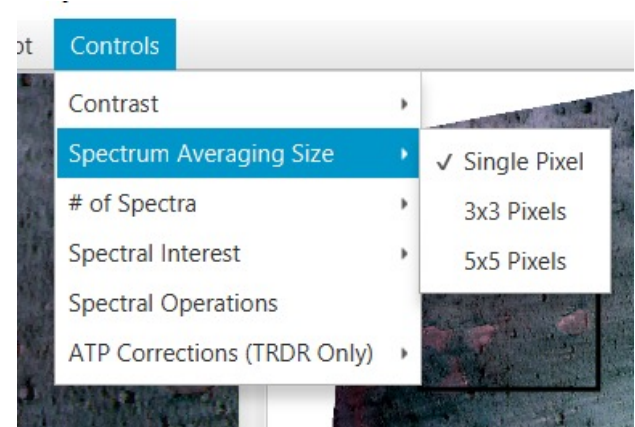 Controls
Contrast
Spectrum Averaging Size
# of Spectra
Spectral Interest
Spectral Operations
ATP Corrections (TRDR Only)
✓ Single Pixel
3x3 Pixels
5x5 Pixels